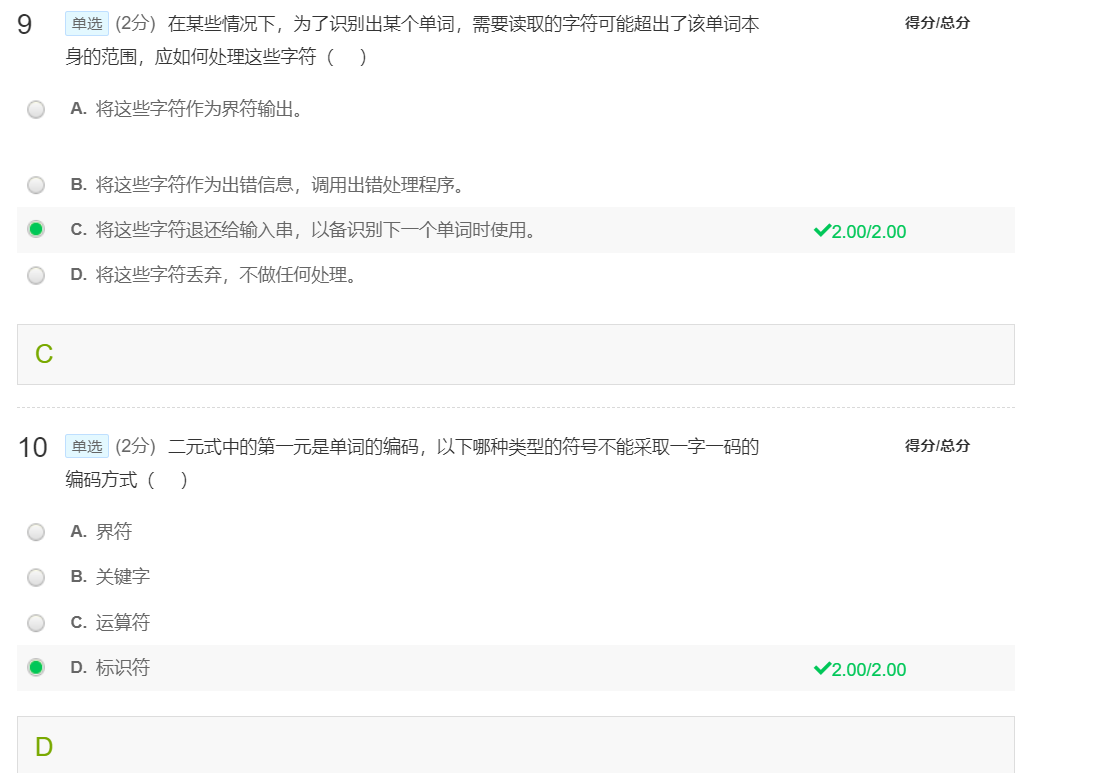 9 单选 (2分) 在某些情况下，为了识别出某个单词，需要读取的字符可能超出了该单词本 得分/总分
身的范围，应如何处理这些字符（ ）
A. 将这些字符作为界符输出。
B. 将这些字符作为出错信息，调用出错处理程序。
C. 将这些字符退还给输入串，以备识别下一个单词时使用。 2.00/2.00
D. 将这些字符丢弃，不做任何处理。
C
10 单选 (2分) 二元式中的第一元是单词的编码，以下哪种类型的符号不能采取一字一码的 得分/总分
编码方式（ ）
A. 界符
B. 关键字
C. 运算符
D. 标识符 2.00/2.00
D